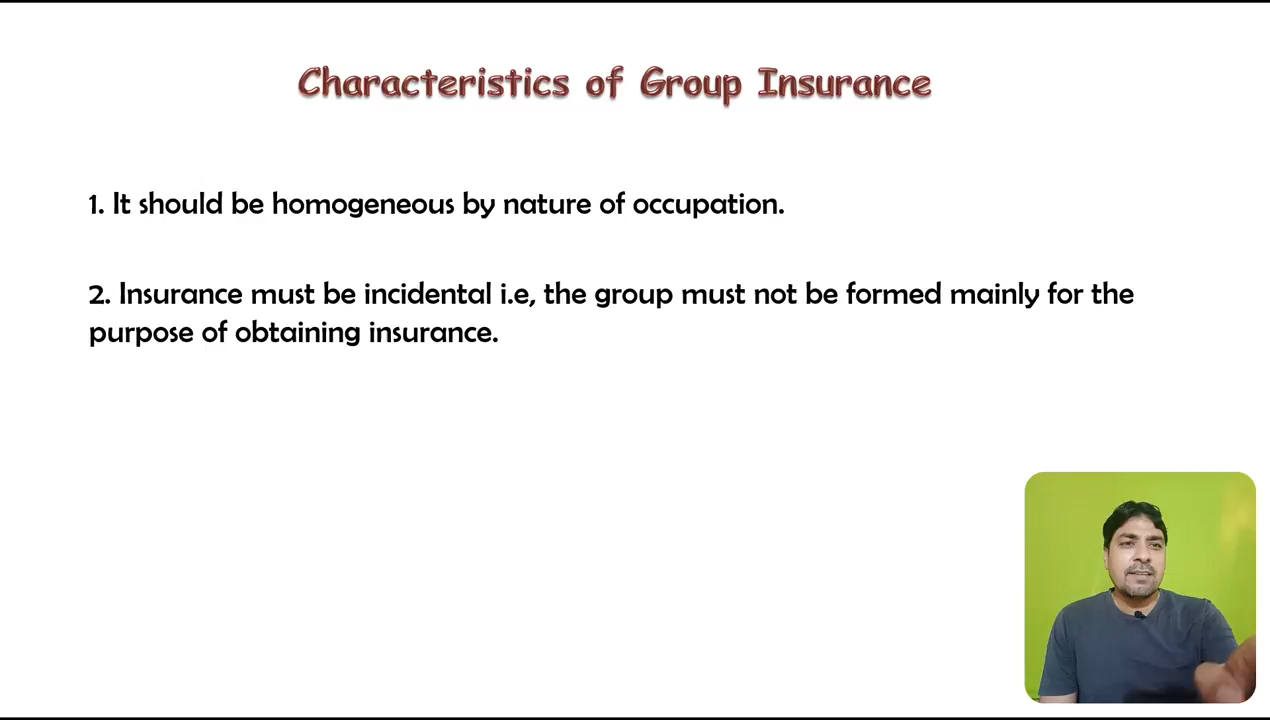 Characteristics of Group Insurance
1. It should be homogeneous by nature of occupation.
2. Insurance must be incidental i.e, the group must not be formed mainly for the
purpose of obtaining insurance.